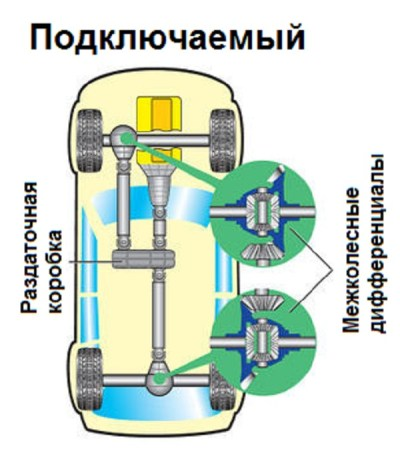 Подключаемый
Раздаточная
коробка
Межколесные
дифференциалы